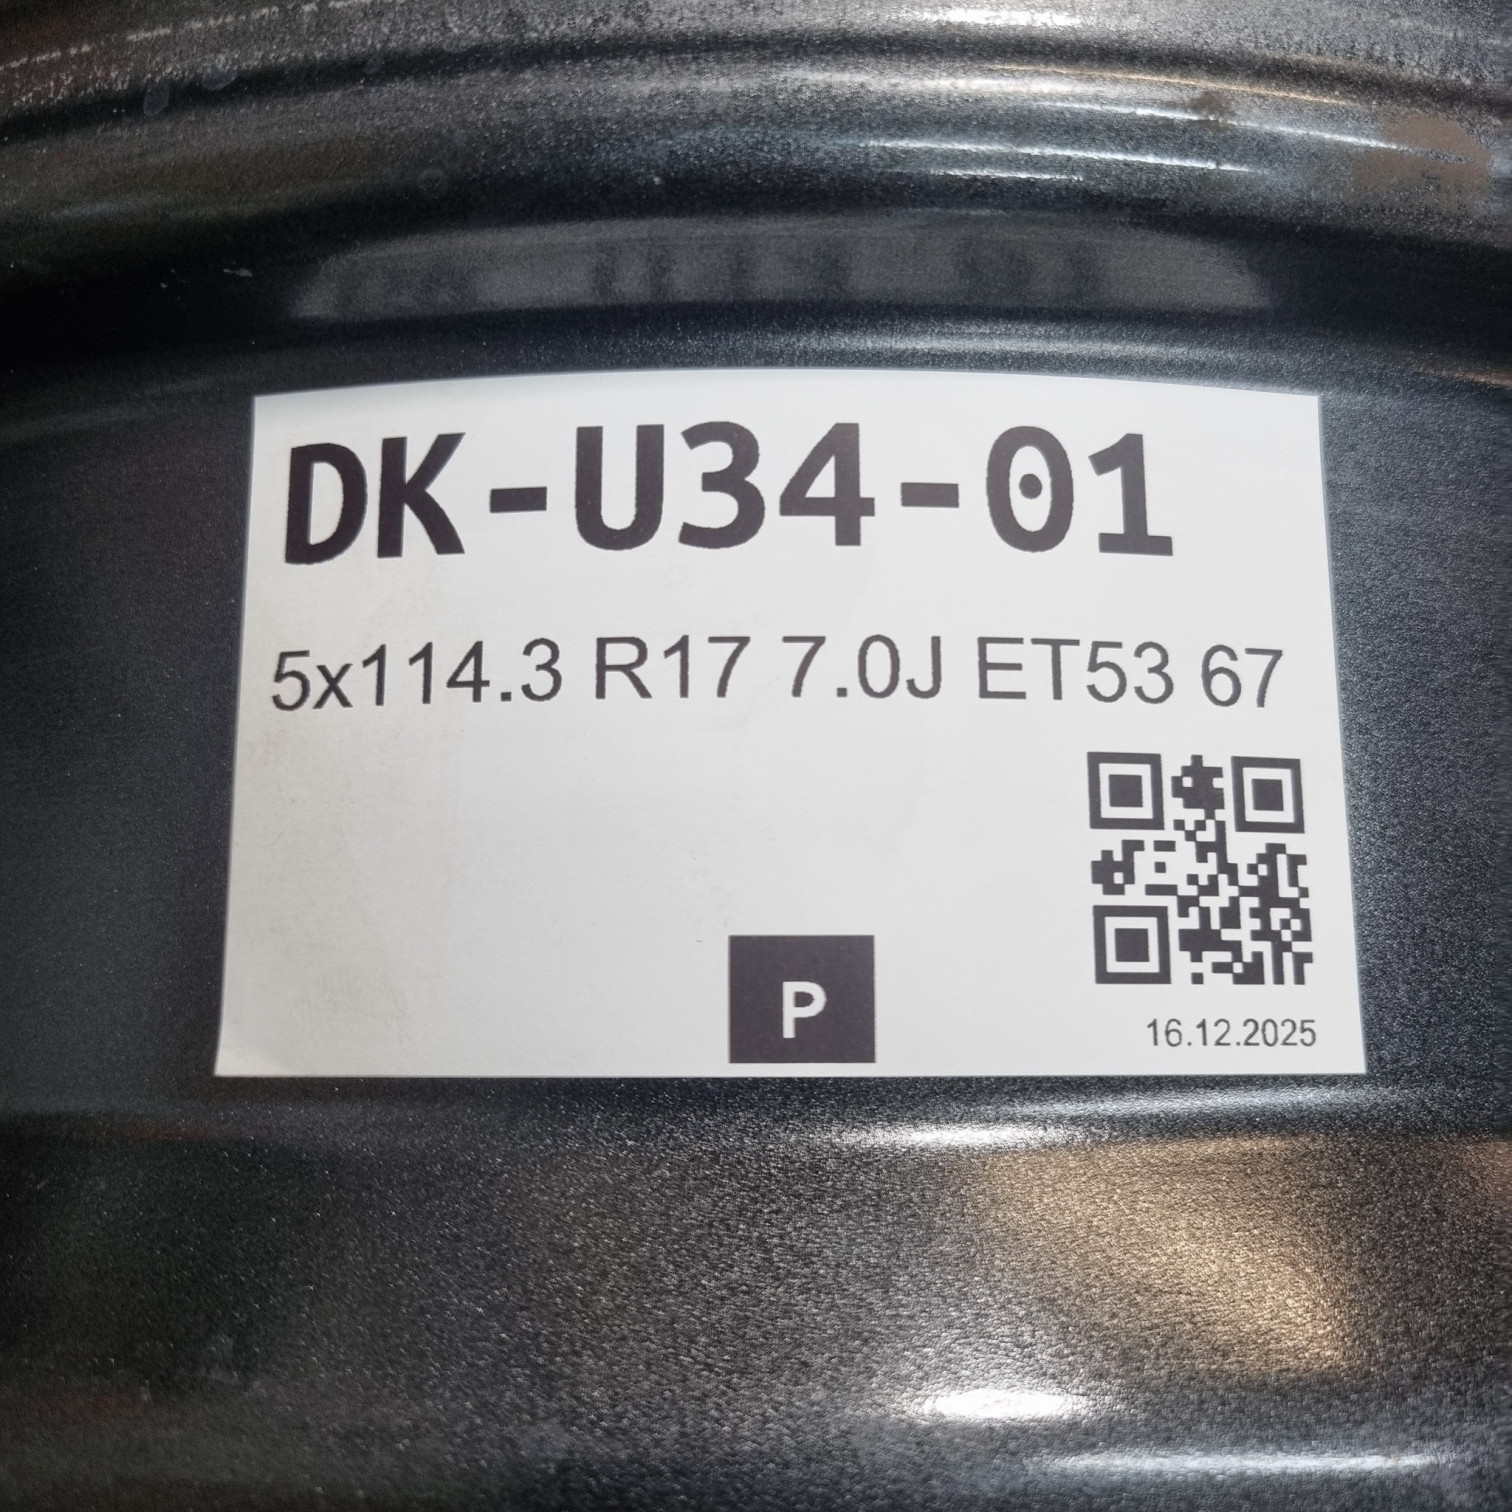 DK-U34-01
5x114.3 R17 7.0J ET53 67
P
16.12.2025